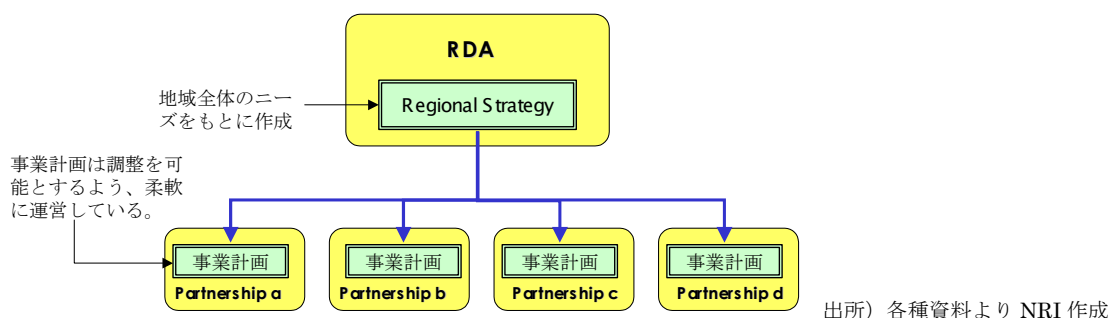 RDA
Regional Strategy
地域全体のニー
ズをもとに作成
事業計画は調整を可
能とするよう、柔軟
に運営している。
事業計画
Partnership a
事業計画
Partnership b
事業計画
Partnership c
事業計画
Partnership d
出所）各種資料より NRI 作成